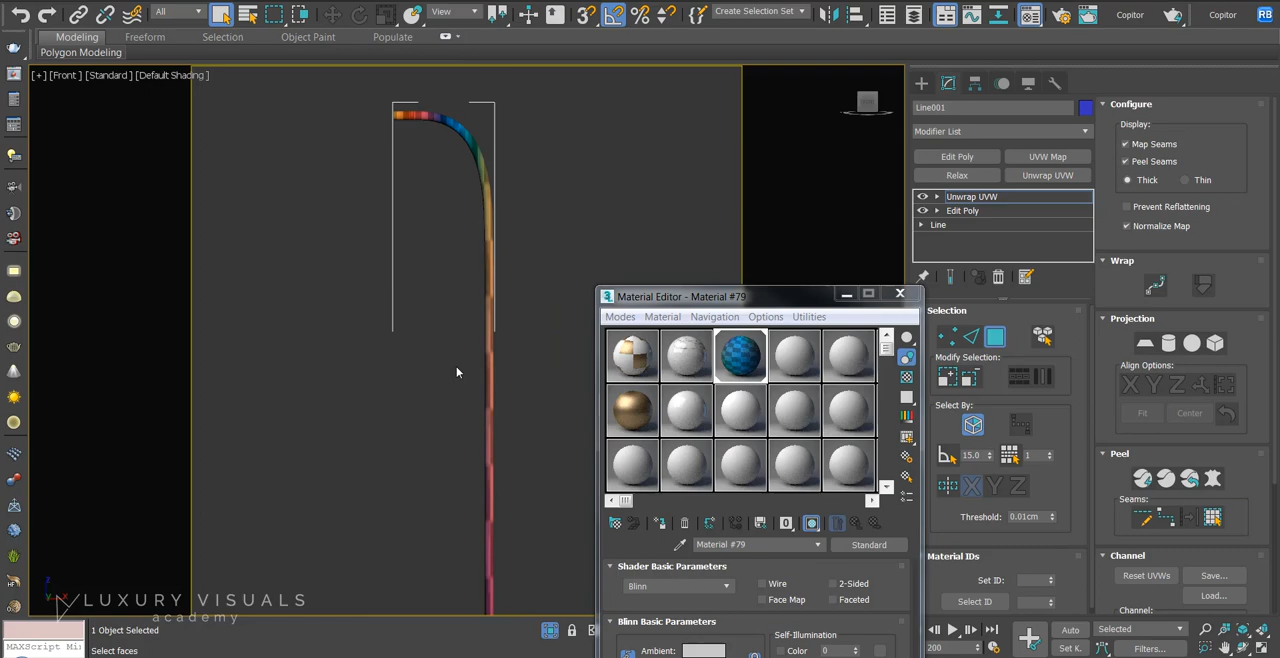 All
View
Create Selection Set
Copitor
Copitor
RB
Modeling
Freeform
Selection
Object Paint
Populate
Polygon Modeling
[+] [Front ] [Standard ] [Default Shading ]
Line001
Modifier List
Edit Poly
UVW Map
Relax
Unwrap UVW
Unwrap UVW
Edit Poly
Line
Configure
Display:
Map Seams
Peel Seams
Thick
Thin
Prevent Reflattening
Normalize Map
Wrap
Projection
Align Options:
X Y Z
Fit
Center
Peel
Seams:
Channel
Reset UVWs
Save...
Load...
Channel:
Selection
Modify Selection:
Select By:
15.0
1
X Y Z
Threshold:
0.01cm
Material IDs
Set ID:
Select ID
Material Editor - Material #79
Modes
Material
Navigation
Options
Utilities
Material #79
Standard
Shader Basic Parameters
Blinn
Wire
2-Sided
Face Map
Faceted
Blinn Basic Parameters
Self-Illumination
Ambient:
Color
0
LUXURY VISUALS
academy
1 Object Selected
MAXScript Mi
Select faces
200
Auto
Selected
Set K.
Filters...